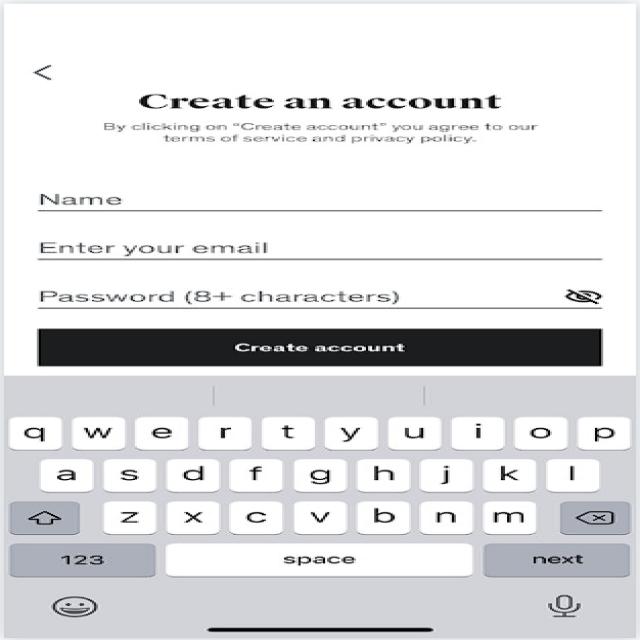 Create an account
By clicking on “Create account” you agree to our
terms of service and privacy policy.
Name
Enter your email
Password (8+ characters)
Create account
q w e r t y u i o p
a s d f g h j k l
z x c v b n m
123 space next